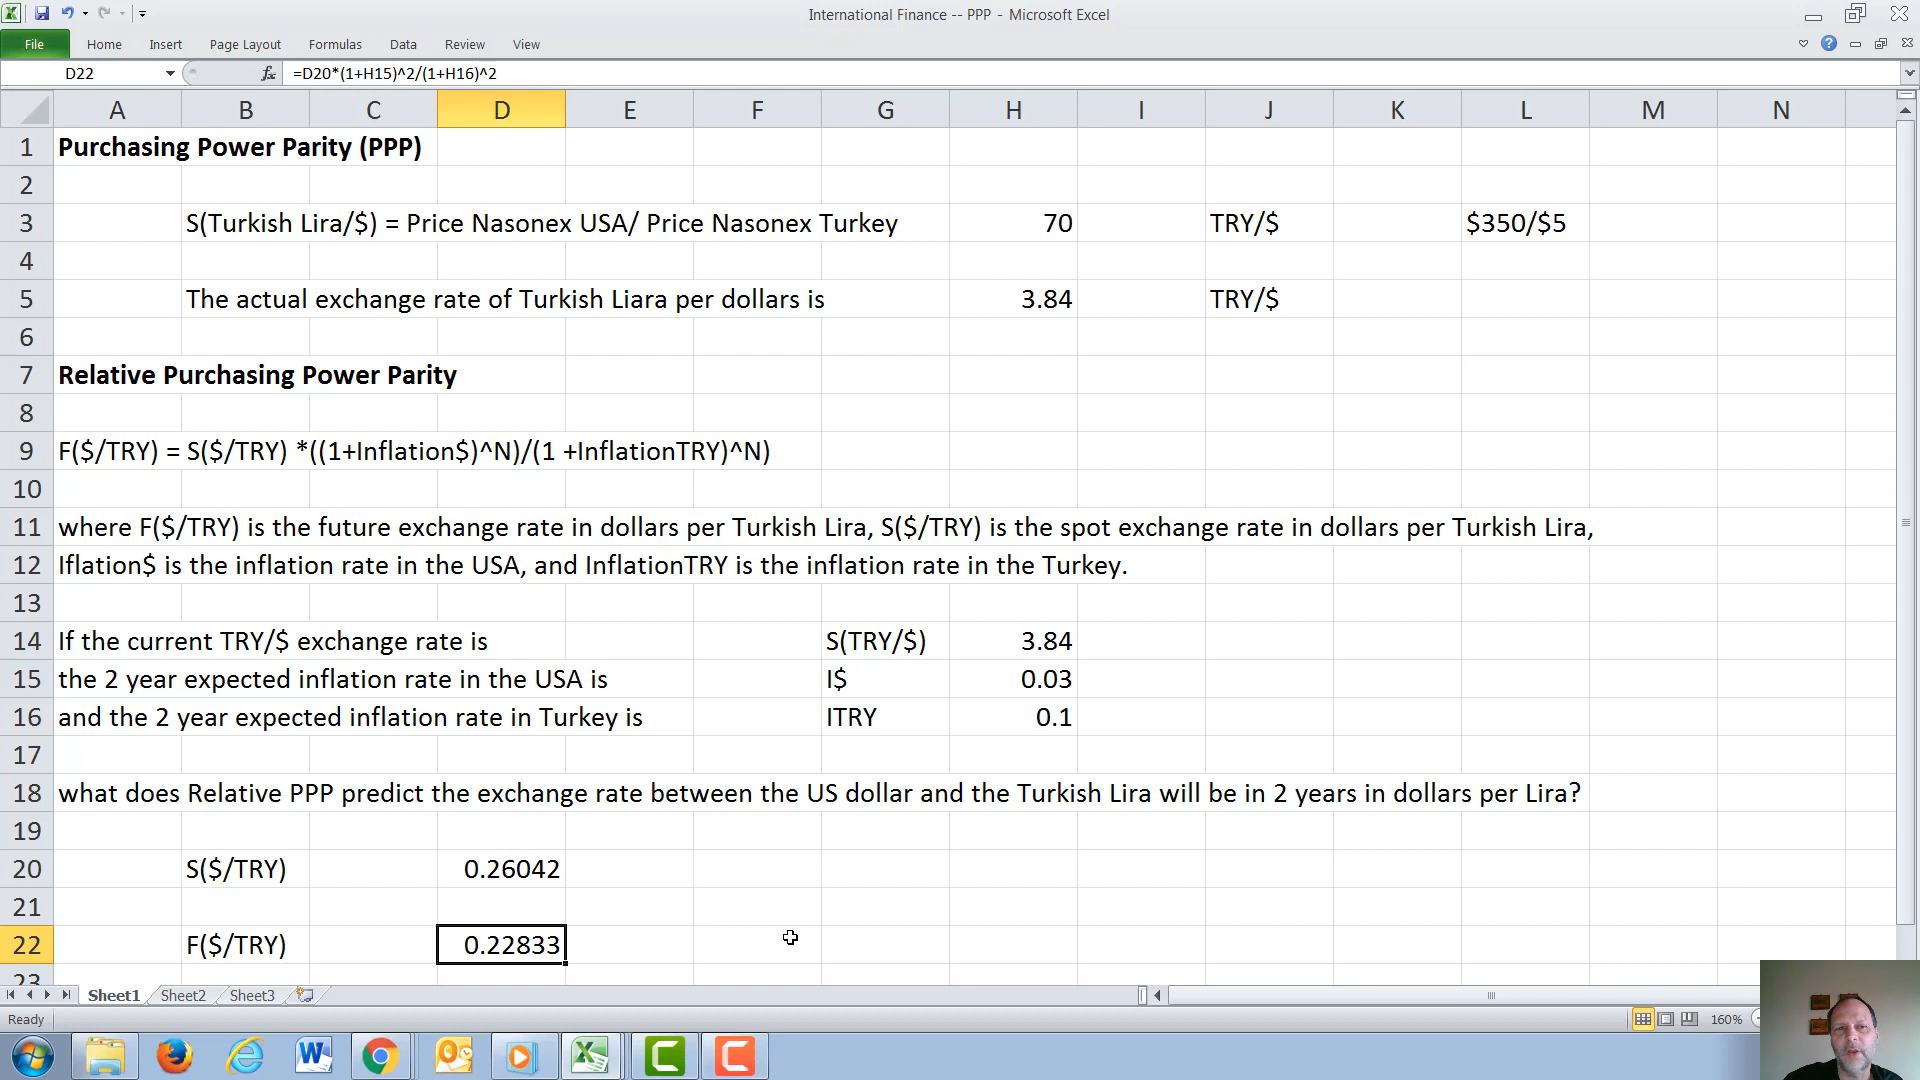 International Finance -- PPP - Microsoft Excel
File Home Insert Page Layout Formulas Data Review View
D22 fx =D20*(1+H15)^2/(1+H16)^2
A B C D E F G H I J K L M N
1 Purchasing Power Parity (PPP)
2
3 S(Turkish Lira/$) = Price Nasonex USA/ Price Nasonex Turkey 70 TRY/$ $350/$5
4
5 The actual exchange rate of Turkish Liara per dollars is 3.84 TRY/$
6
7 Relative Purchasing Power Parity
8
9 F($/TRY) = S($/TRY) *((1+Inflation$)^N)/(1 +InflationTRY)^N)
10
11 where F($/TRY) is the future exchange rate in dollars per Turkish Lira, S($/TRY) is the spot exchange rate in dollars per Turkish Lira,
12 Iflation$ is the inflation rate in the USA, and InflationTRY is the inflation rate in the Turkey.
13
14 If the current TRY/$ exchange rate is S(TRY/$) 3.84
15 the 2 year expected inflation rate in the USA is I$ 0.03
16 and the 2 year expected inflation rate in Turkey is ITRY 0.1
17
18 what does Relative PPP predict the exchange rate between the US dollar and the Turkish Lira will be in 2 years in dollars per Lira?
19
20 S($/TRY) 0.26042
21
22 F($/TRY) 0.22833
23
Sheet1 Sheet2 Sheet3
Ready 160%